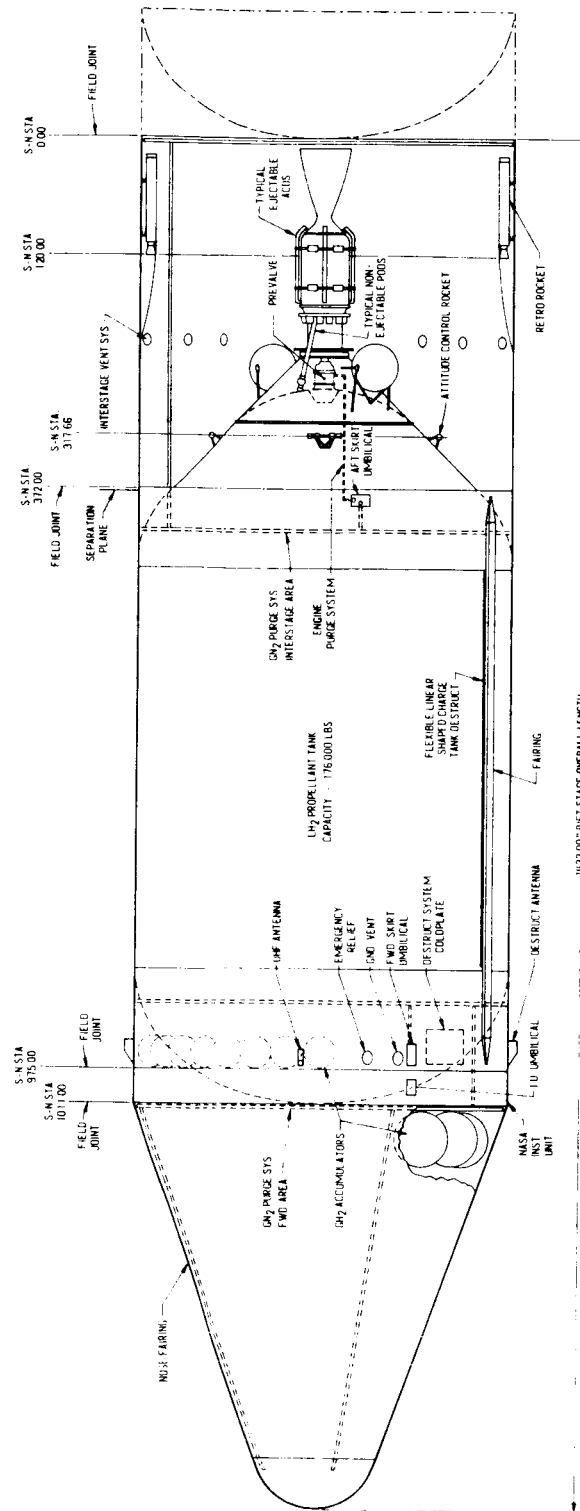 S-N STA
0.00
FIELD JOINT
S-N STA
120.00
INTERSTAGE VENT SYS
S-N STA.
317.66
S-N STA
372.00
FIELD JOINT
SEPARATION
PLANE
PREVALVE
TYPICAL
EJECTABLE
ACDS
TYPICAL NON-
EJECTABLE PODS
RETRO ROCKET
ATTITUDE CONTROL ROCKET
AFT SKIRT
UMBILICAL
GN2 PURGE SYS
INTERSTAGE AREA
ENGINE
PURGE SYSTEM
LH2 PROPELLANT TANK
CAPACITY - 176,000 LBS
FLEXIBLE LINEAR
SHAPED CHARGE
TANK DESTRUCT
FAIRING
UHF ANTENNA
EMERGENCY
RELIEF
GND VENT
FWD SKIRT
UMBILICAL
DESTRUCT SYSTEM
COLDPLATE
DESTRUCT ANTENNA
I U UMBILICAL
S-N STA
975.00
FIELD
JOINT
S-N STA
1011.00
FIELD
JOINT
GN2 PURGE SYS
FWD AREA
GH2 ACCUMULATORS
NASA
INST
UNIT
NOSE FAIRING
STAGE OVERALL LENGTH